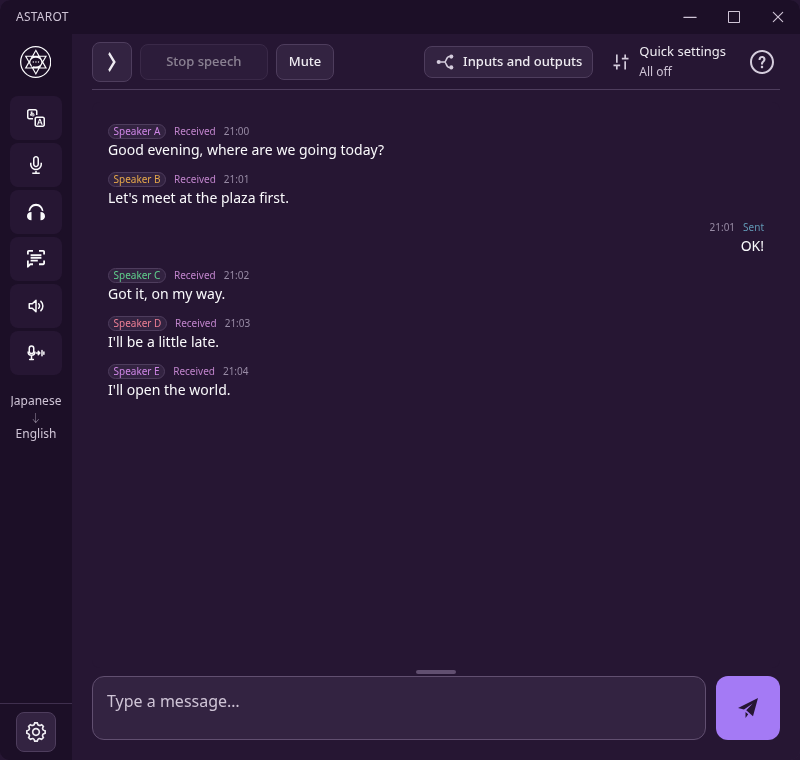 ASTAROT
Stop speech
Mute
Inputs and outputs
Quick settings
All off
?
Speaker A Received 21:00
Good evening, where are we going today?
Speaker B Received 21:01
Let's meet at the plaza first.
21:01 Sent
OK!
Speaker C Received 21:02
Got it, on my way.
Speaker D Received 21:03
I'll be a little late.
Speaker E Received 21:04
I'll open the world.
Japanese
↓
English
Type a message...